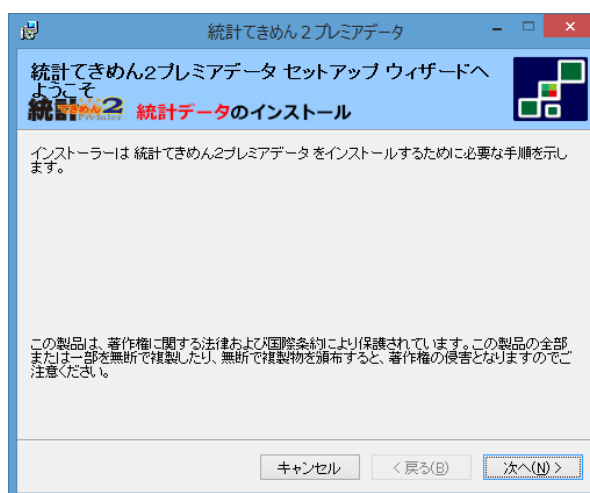 統計てきめん2プレミアデータ
統計てきめん2プレミアデータ セットアップ ウィザードへ
ようこそ
統計てきめん2 Premier 統計データのインストール
インストーラーは 統計てきめん2プレミアデータ をインストールするために必要な手順を示し
ます。
この製品は、著作権に関する法律および国際条約により保護されています。この製品の全部
または一部を無断で複製したり、無断で複製物を頒布すると、著作権の侵害となりますのでご
注意ください。
キャンセル < 戻る(B) 次へ(N) >